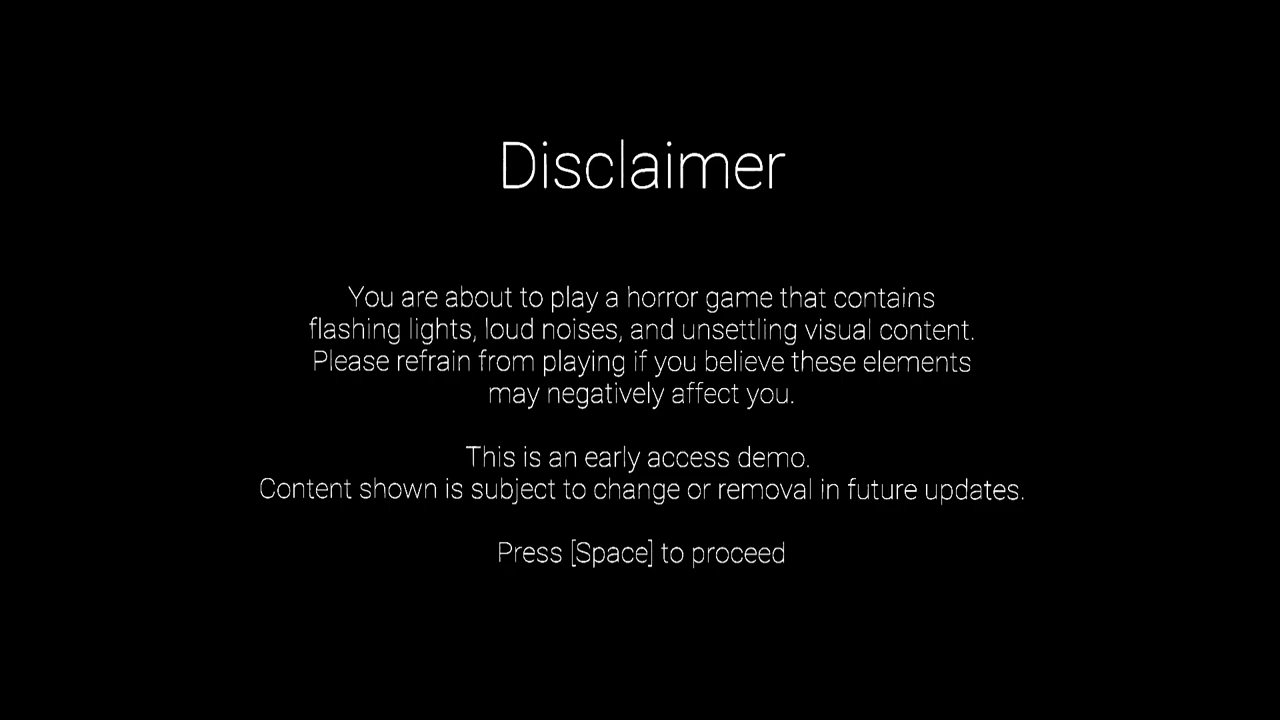 Disclaimer
You are about to play a horror game that contains
flashing lights, loud noises, and unsettling visual content.
Please refrain from playing if you believe these elements
may negatively affect you.
This is an early access demo.
Content shown is subject to change or removal in future updates.
Press [Space] to proceed